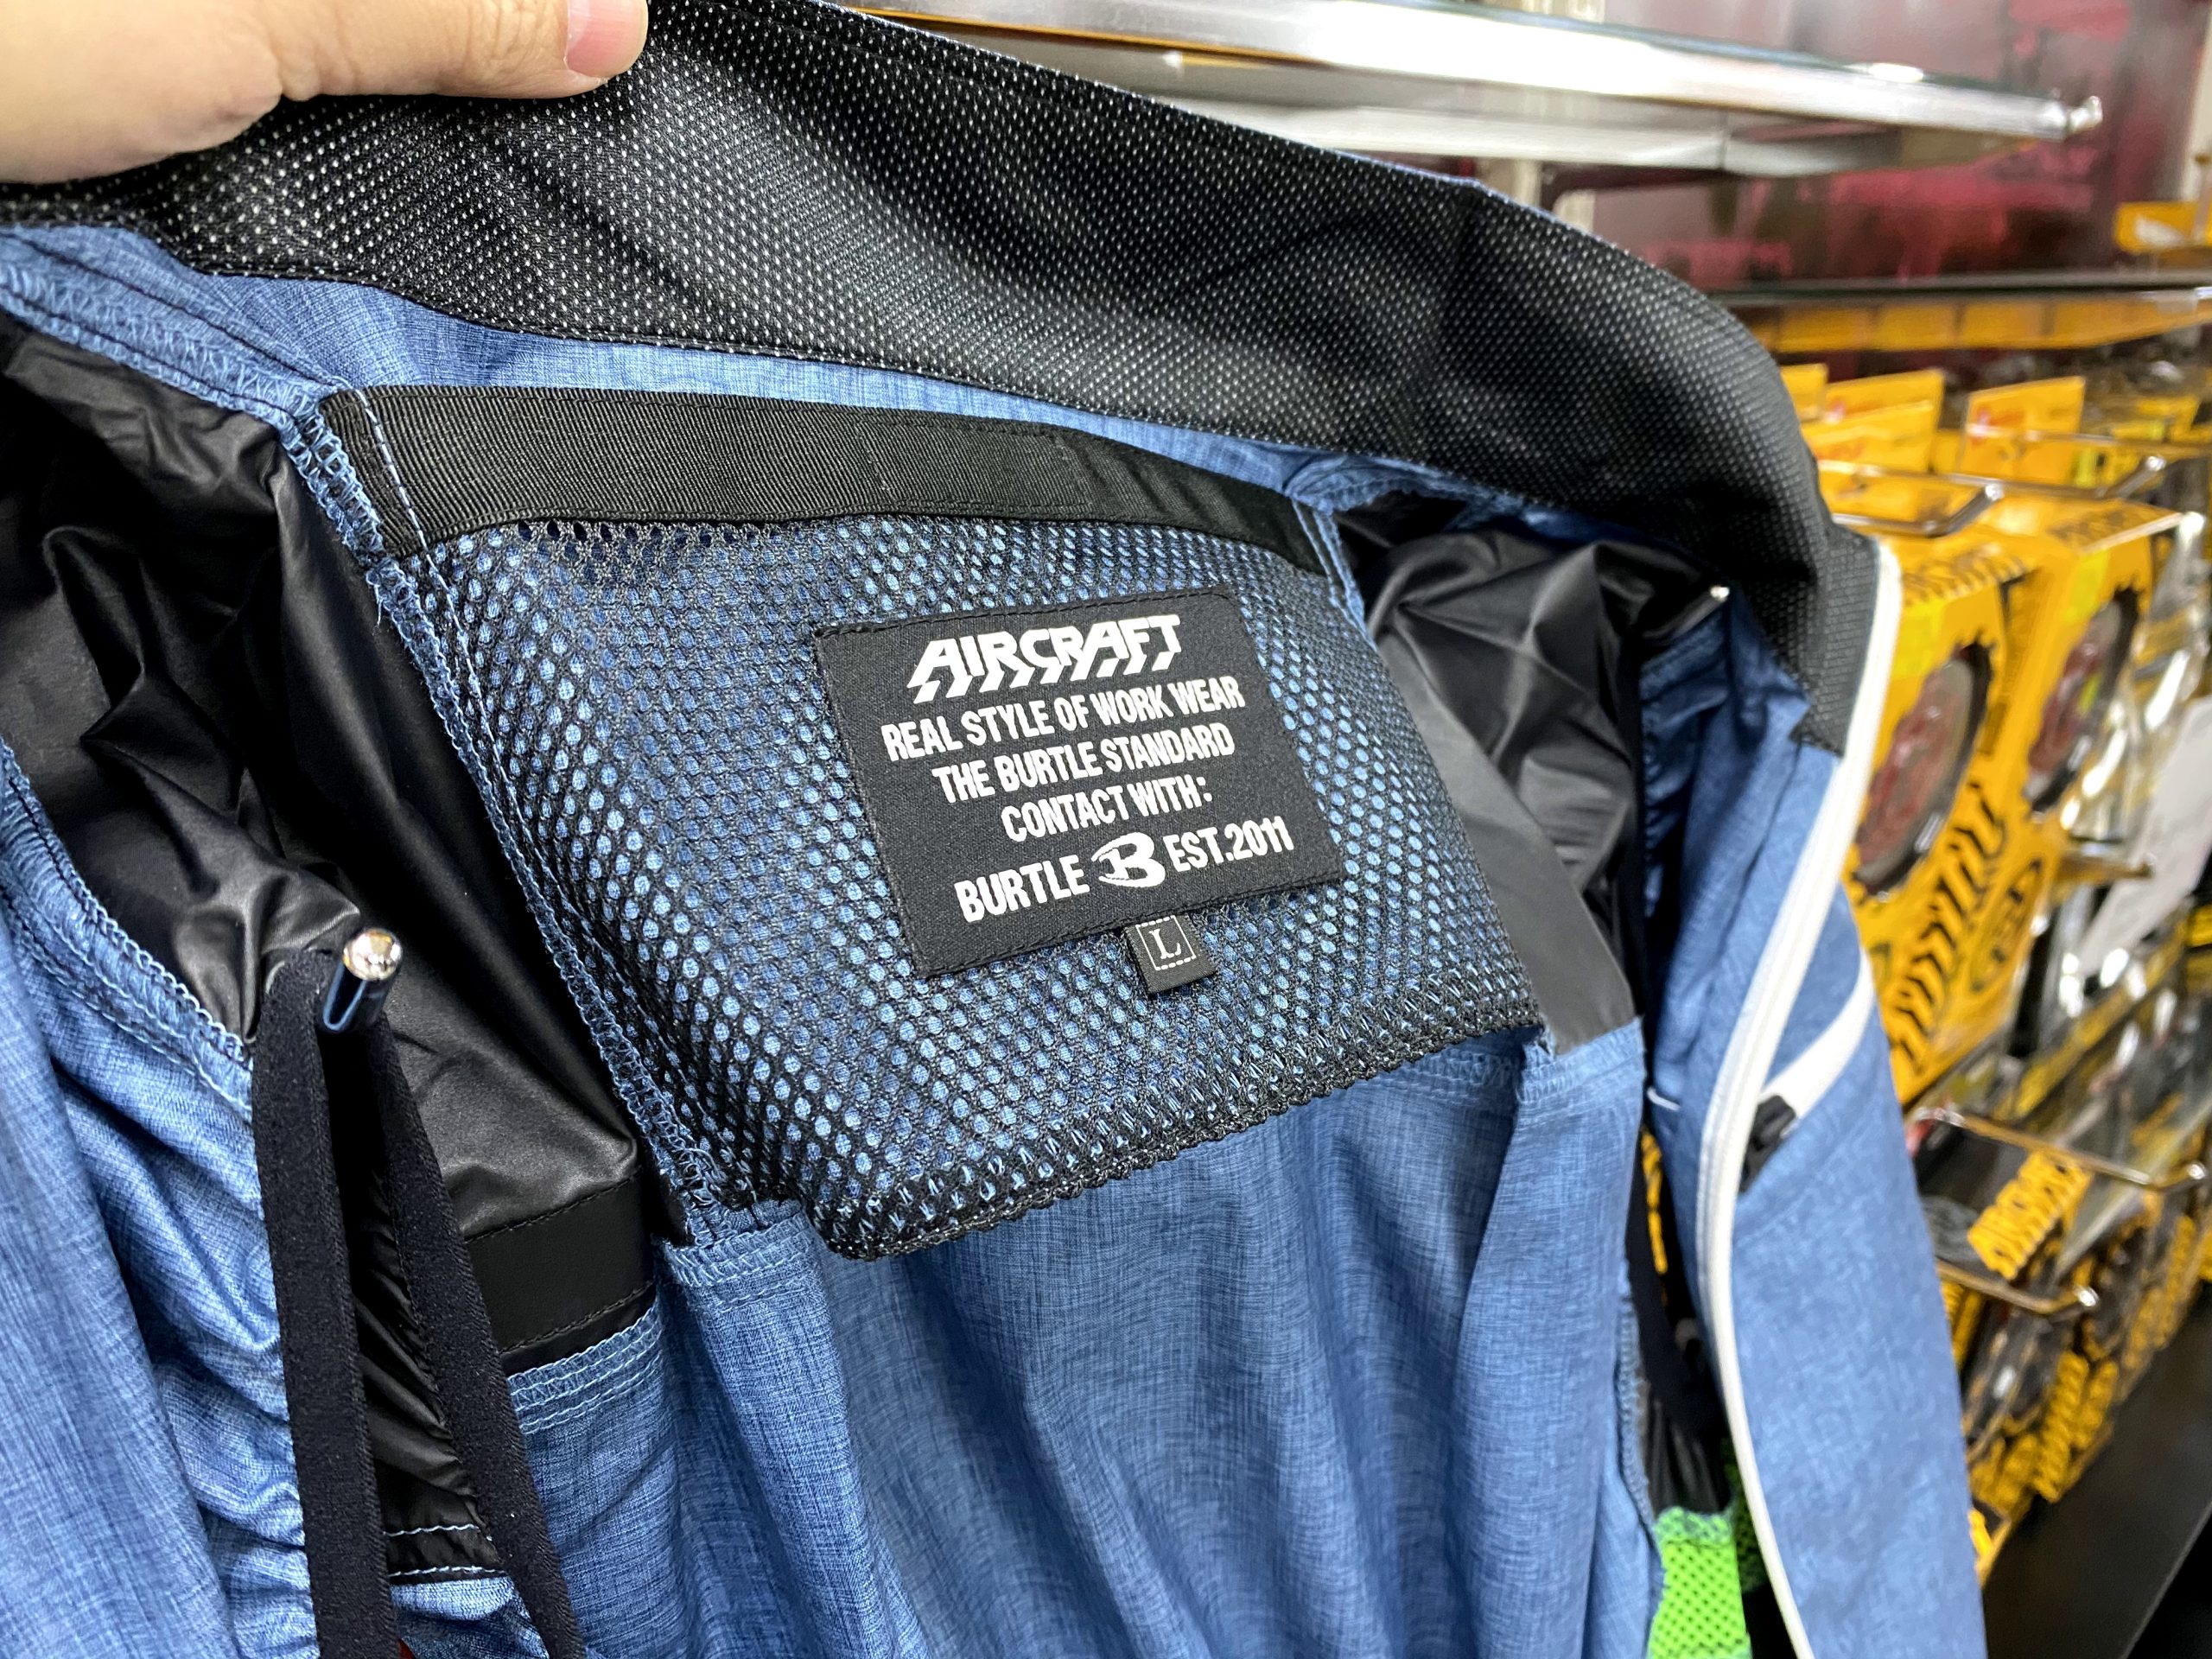 AIRCRAFT
REAL STYLE OF WORK WEAR
THE BURTLE STANDARD
CONTACT WITH:
BURTLE B EST.2011
L